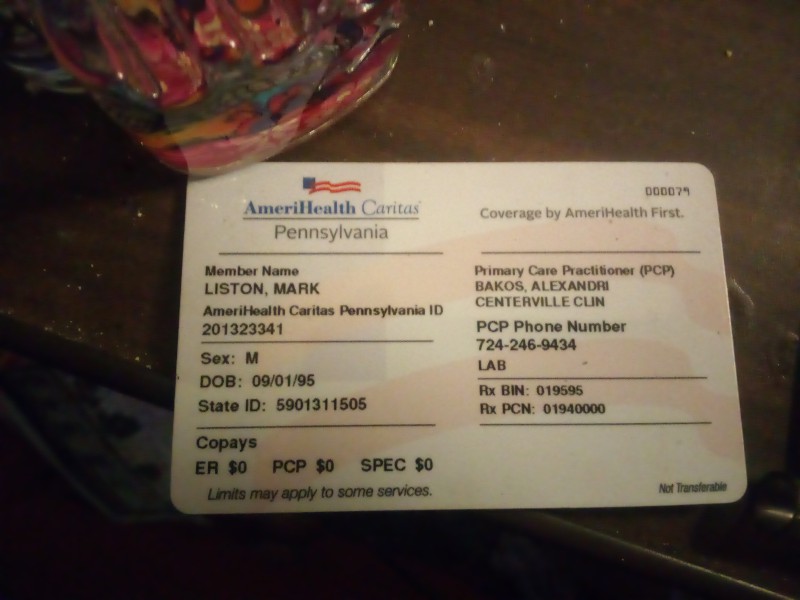 000079
AmeriHealth Caritas
Pennsylvania
Coverage by AmeriHealth First.
Member Name
LISTON, MARK
AmeriHealth Caritas Pennsylvania ID
201323341
Sex: M
DOB: 09/01/95
State ID: 5901311505
Copays
ER $0 PCP $0 SPEC $0
Limits may apply to some services.
Primary Care Practitioner (PCP)
BAKOS, ALEXANDRI
CENTERVILLE CLIN
PCP Phone Number
724-246-9434
LAB
Rx BIN: 019595
Rx PCN: 01940000
Not Transferable